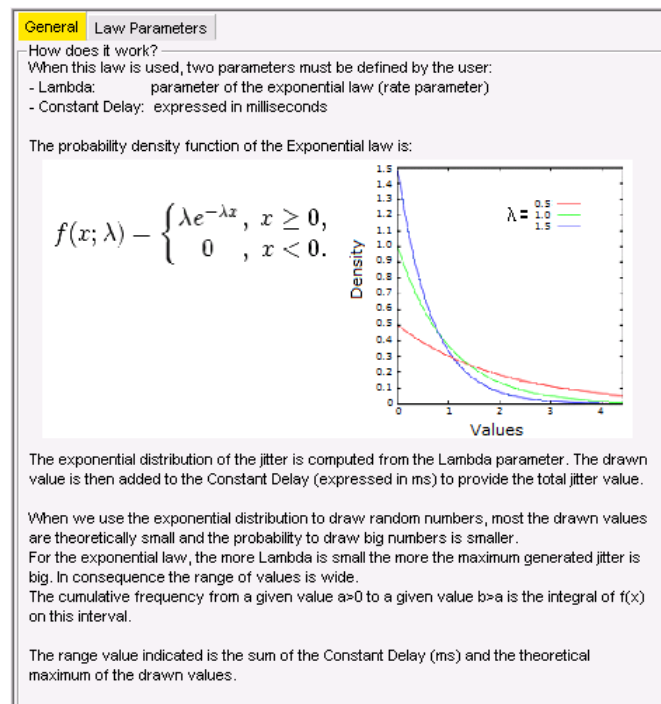 General Law Parameters
How does it work?
When this law is used, two parameters must be defined by the user:
- Lambda: parameter of the exponential law (rate parameter)
- Constant Delay: expressed in milliseconds
The probability density function of the Exponential law is:
f(x; λ) − { λe^{−λx} , x ≥ 0,
0 , x < 0.
1.5
1.4
1.3
1.2
1.1
1.0
0.9
0.8
0.7
0.6
0.5
0.4
0.3
0.2
0.1
0
Density
λ =
0.5
1.0
1.5
0 1 2 3 4
Values
The exponential distribution of the jitter is computed from the Lambda parameter. The drawn
value is then added to the Constant Delay (expressed in ms) to provide the total jitter value.
When we use the exponential distribution to draw random numbers, most the drawn values
are theoretically small and the probability to draw big numbers is smaller.
For the exponential law, the more Lambda is small the more the maximum generated jitter is
big. In consequence the range of values is wide.
The cumulative frequency from a given value a>0 to a given value b>a is the integral of f(x)
on this interval.
The range value indicated is the sum of the Constant Delay (ms) and the theoretical
maximum of the drawn values.